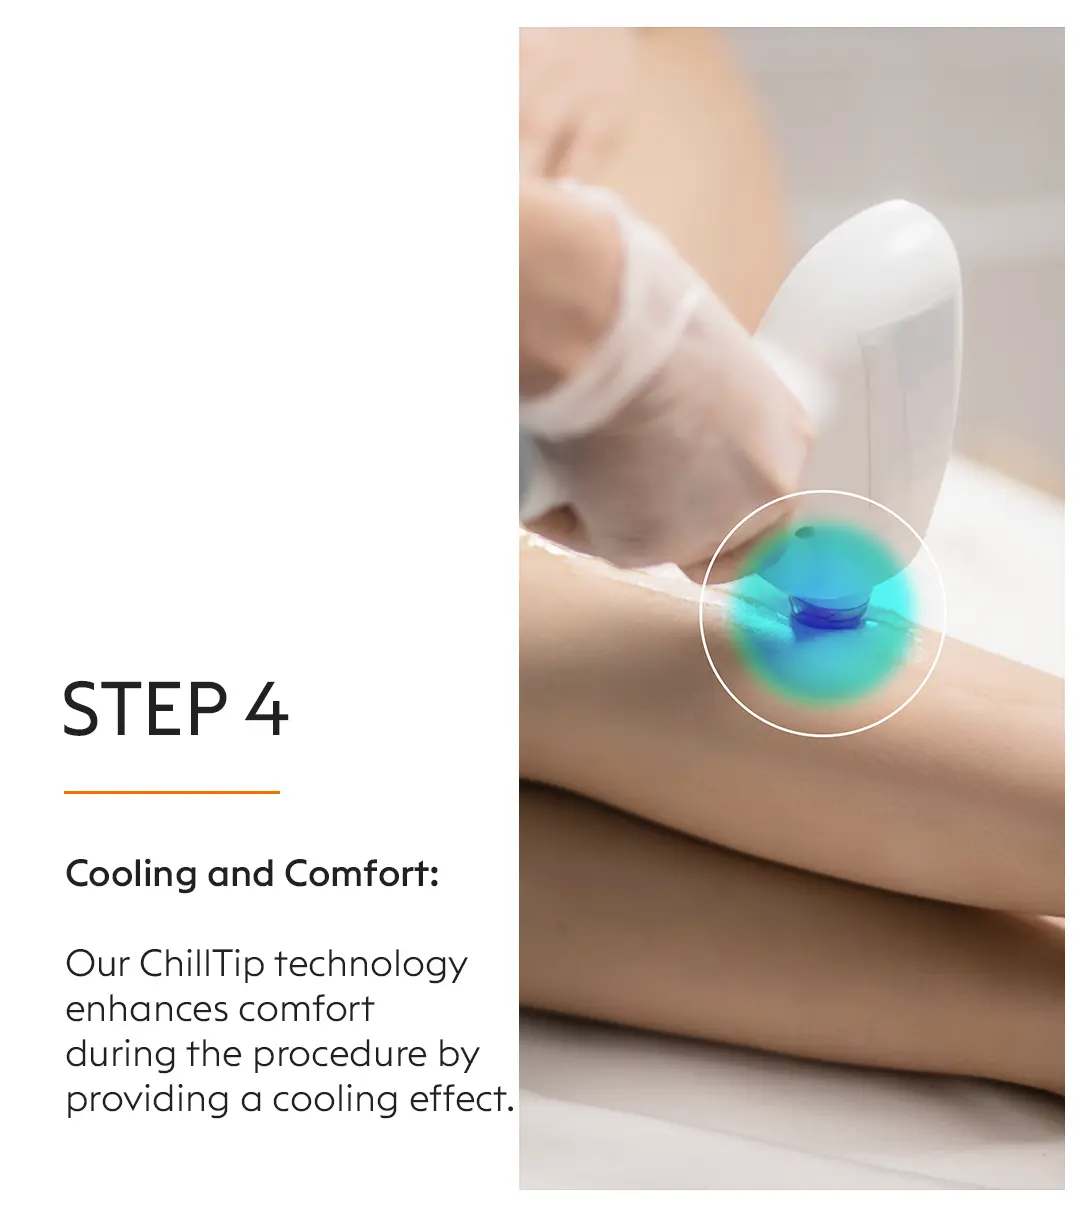 STEP 4
Cooling and Comfort:
Our ChillTip technology
enhances comfort
during the procedure by
providing a cooling effect.